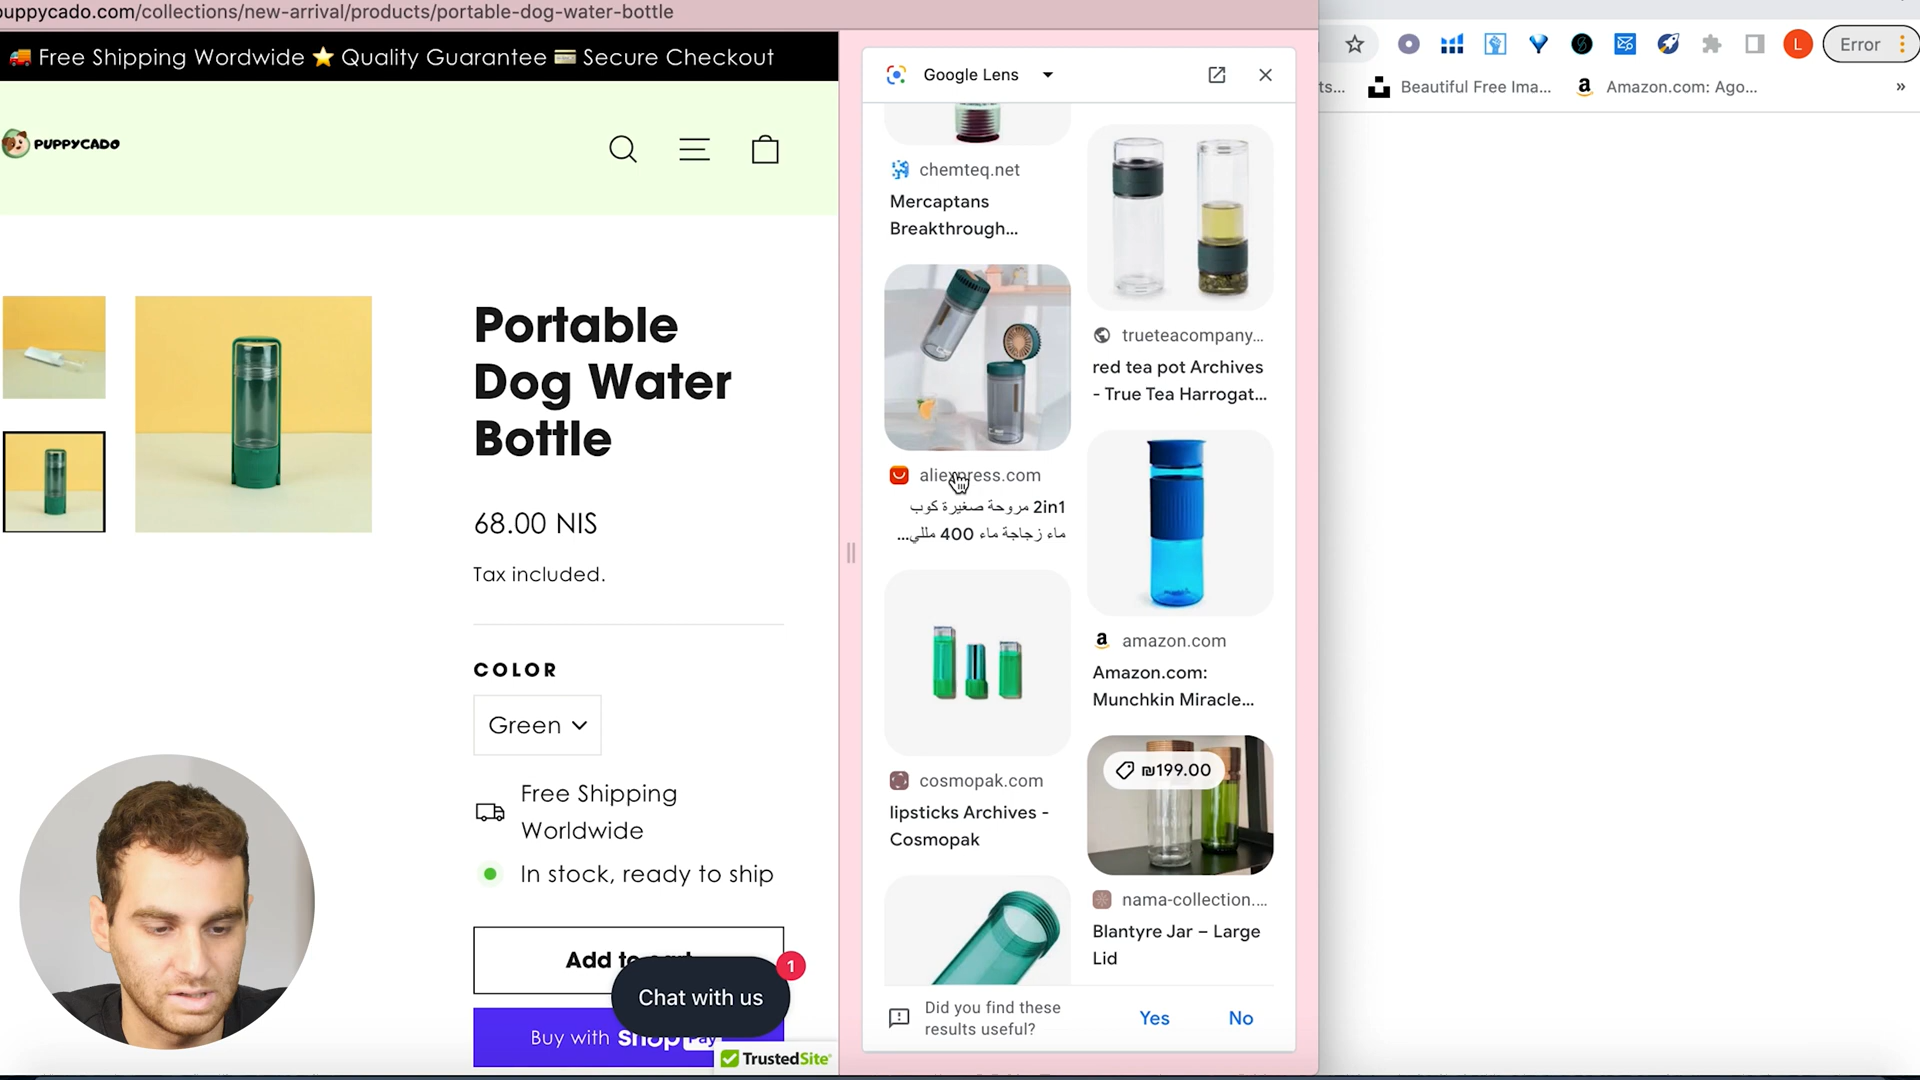 puppycado.com/collections/new-arrival/products/portable-dog-water-bottle
🚚 Free Shipping Wordwide ⭐ Quality Guarantee 💳 Secure Checkout
PUPPYCADO
Portable
Dog Water
Bottle
68.00 NIS
Tax included.
COLOR
Green
Free Shipping
Worldwide
In stock, ready to ship
Add to cart
Chat with us
1
Buy with shop Pay
TrustedSite
Google Lens
chemteq.net
Mercaptans
Breakthrough...
aliexpress.com
2in1 مروحة صغيرة كوب
ماء زجاجة ماء 400 مللي...
cosmopak.com
lipsticks Archives -
Cosmopak
trueteacompany...
red tea pot Archives
- True Tea Harrogat...
amazon.com
Amazon.com:
Munchkin Miracle...
₪199.00
nama-collection....
Blantyre Jar – Large
Lid
Did you find these
results useful?
Yes
No
L
Error
ts...
Beautiful Free Ima...
Amazon.com: Ago...
»